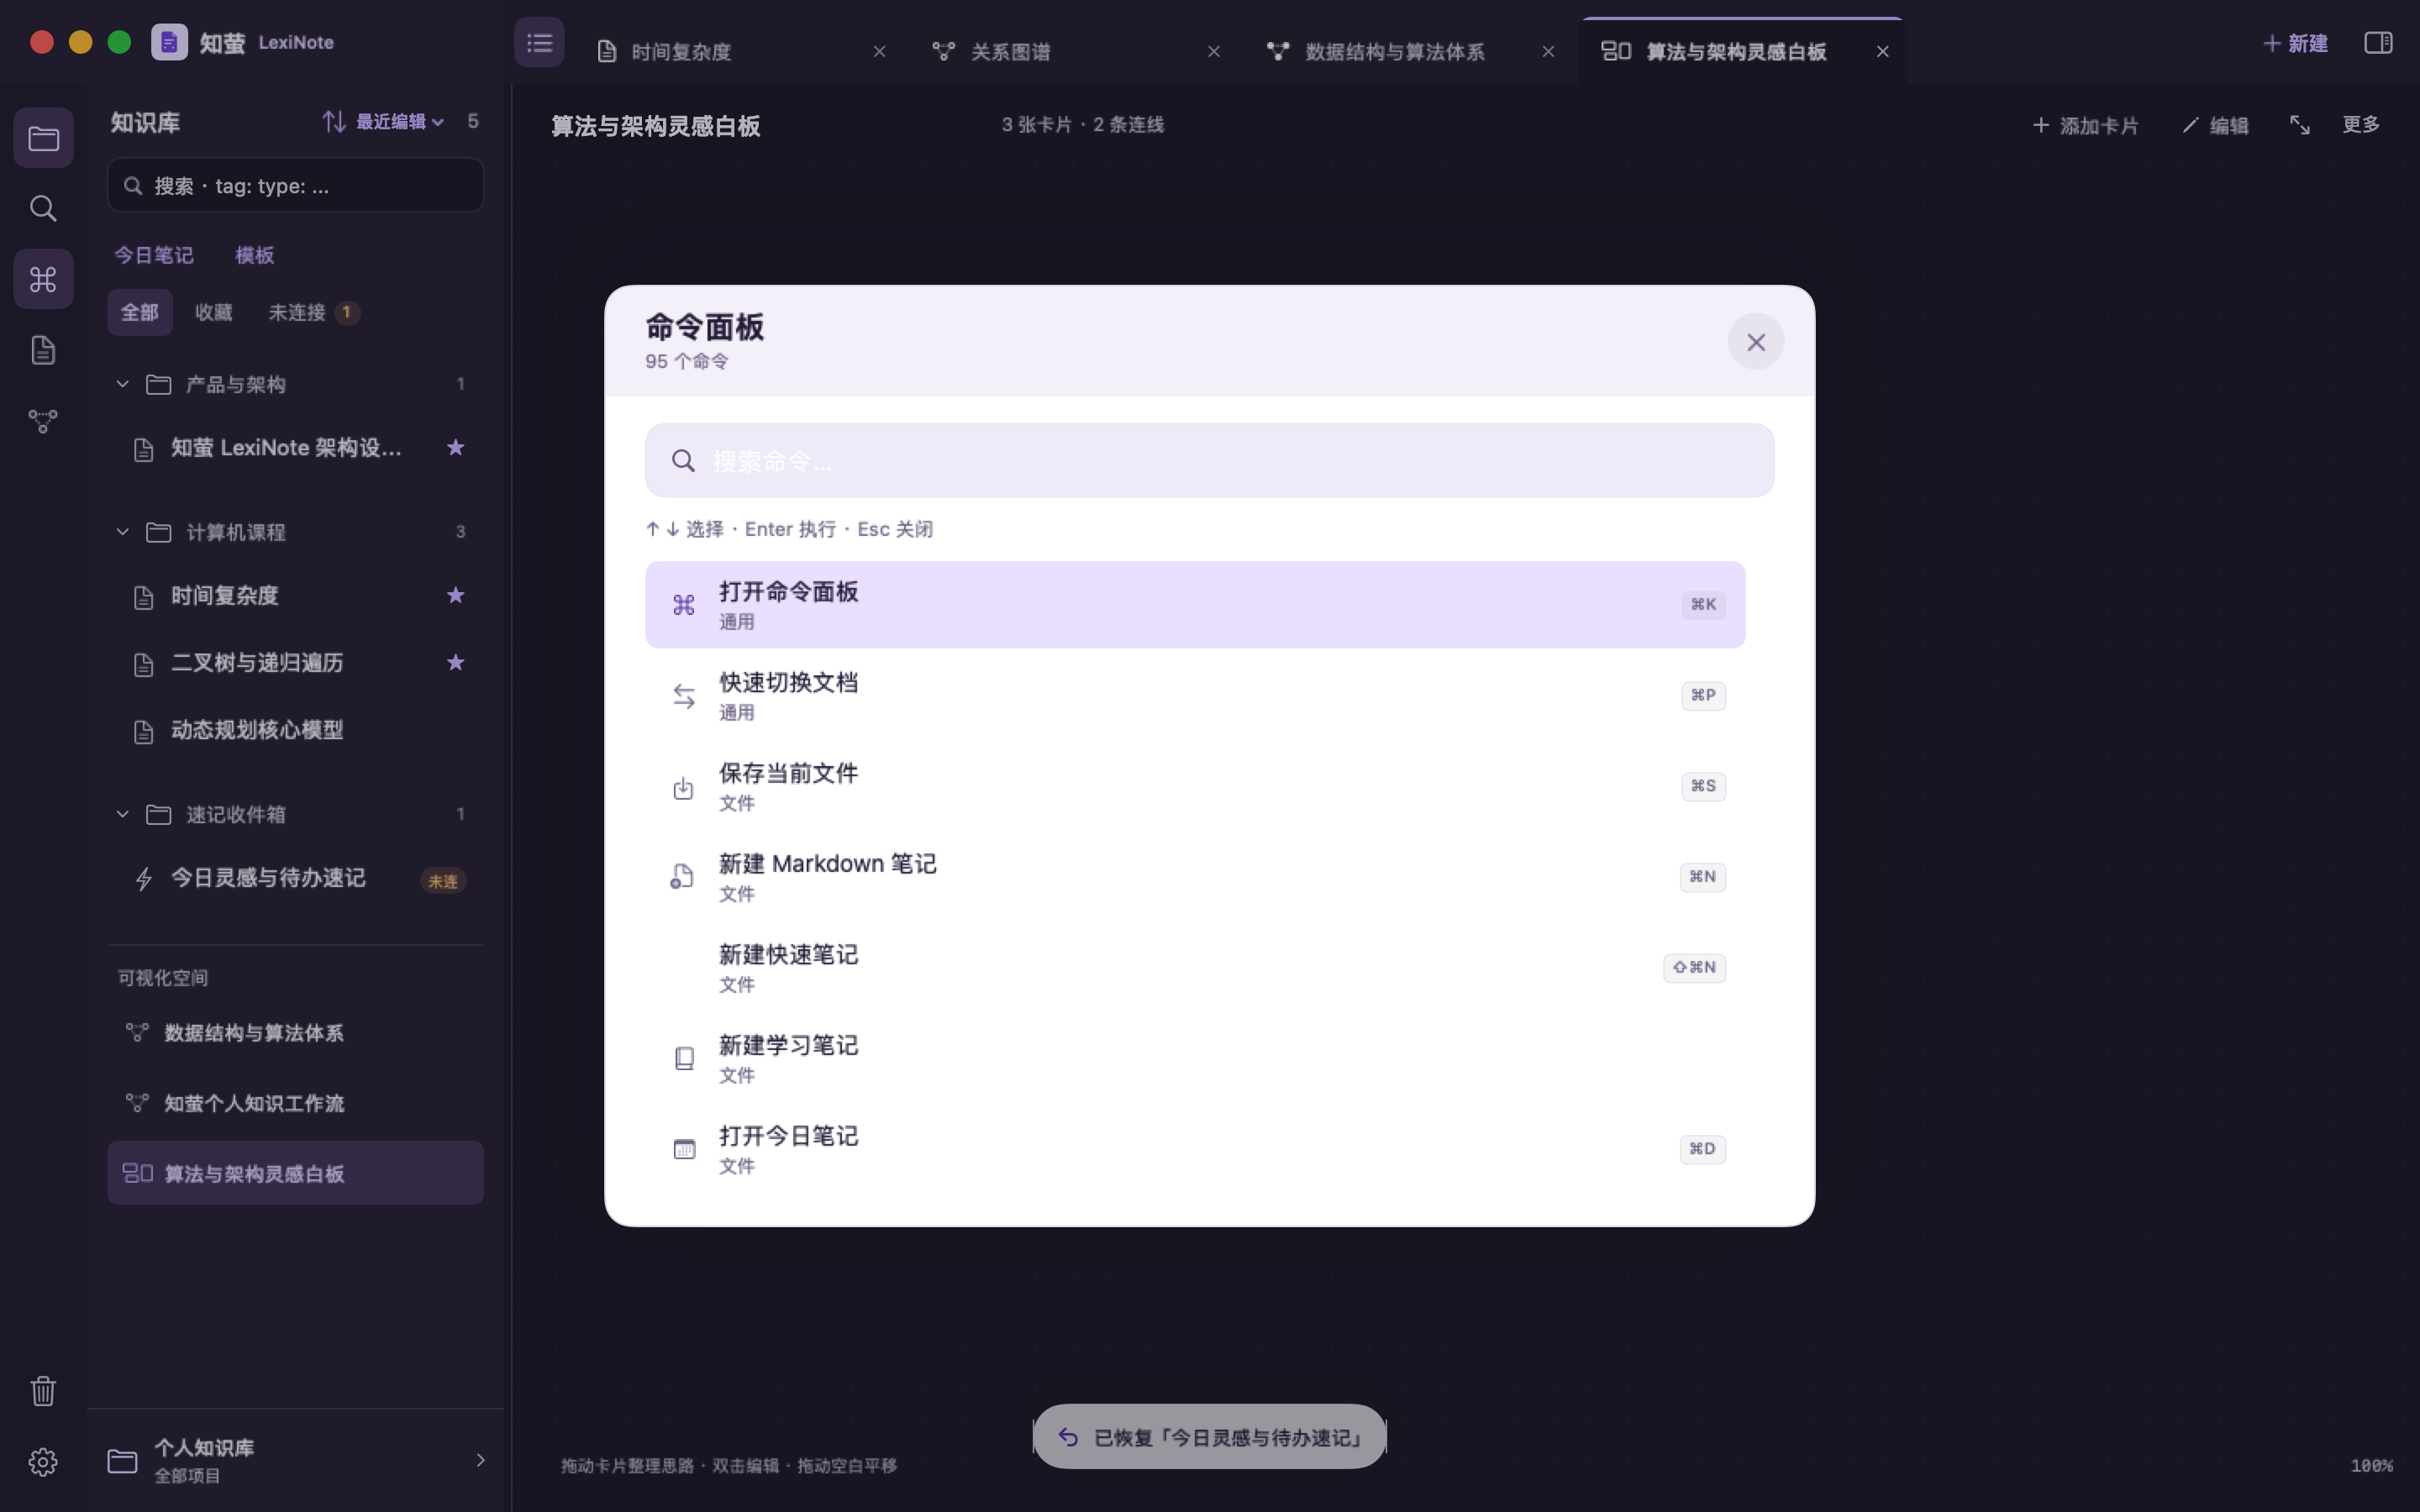 知萤 LexiNote
时间复杂度
关系图谱
数据结构与算法体系
算法与架构灵感白板
新建
知识库
最近编辑
5
搜索 · tag: type: ...
今日笔记
模板
全部
收藏
未连接 1
产品与架构 1
知萤 LexiNote 架构设...
计算机课程 3
时间复杂度
二叉树与递归遍历
动态规划核心模型
速记收件箱 1
今日灵感与待办速记 未连
可视化空间
数据结构与算法体系
知萤个人知识工作流
算法与架构灵感白板
个人知识库
全部项目
算法与架构灵感白板
3 张卡片 · 2 条连线
添加卡片
编辑
更多
命令面板
95 个命令
搜索命令...
↑ ↓ 选择 · Enter 执行 · Esc 关闭
打开命令面板
通用
⌘K
快速切换文档
通用
⌘P
保存当前文件
文件
⌘S
新建 Markdown 笔记
文件
⌘N
新建快速笔记
文件
⇧⌘N
新建学习笔记
文件
打开今日笔记
文件
⌘D
已恢复「今日灵感与待办速记」
拖动卡片整理思路 · 双击编辑 · 拖动空白平移
100%